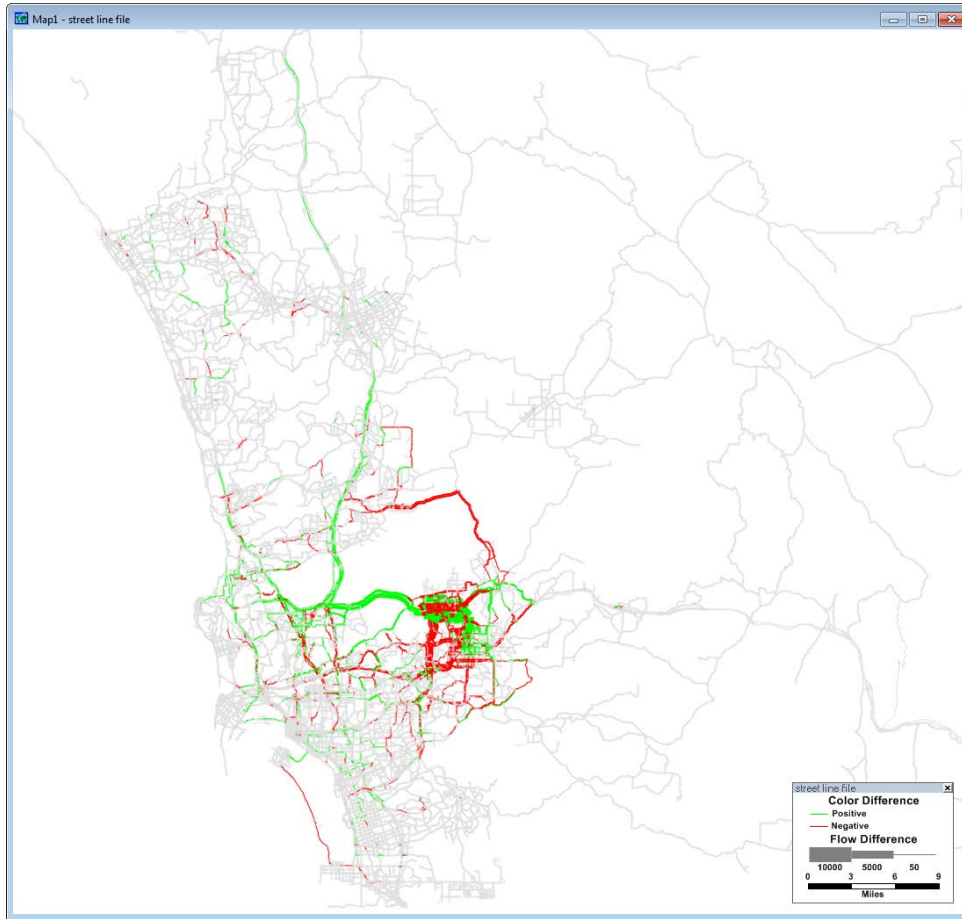 Map1 - street line file
street line file
Color Difference
Positive
Negative
Flow Difference
10000 5000 50
0 3 6 9
Miles